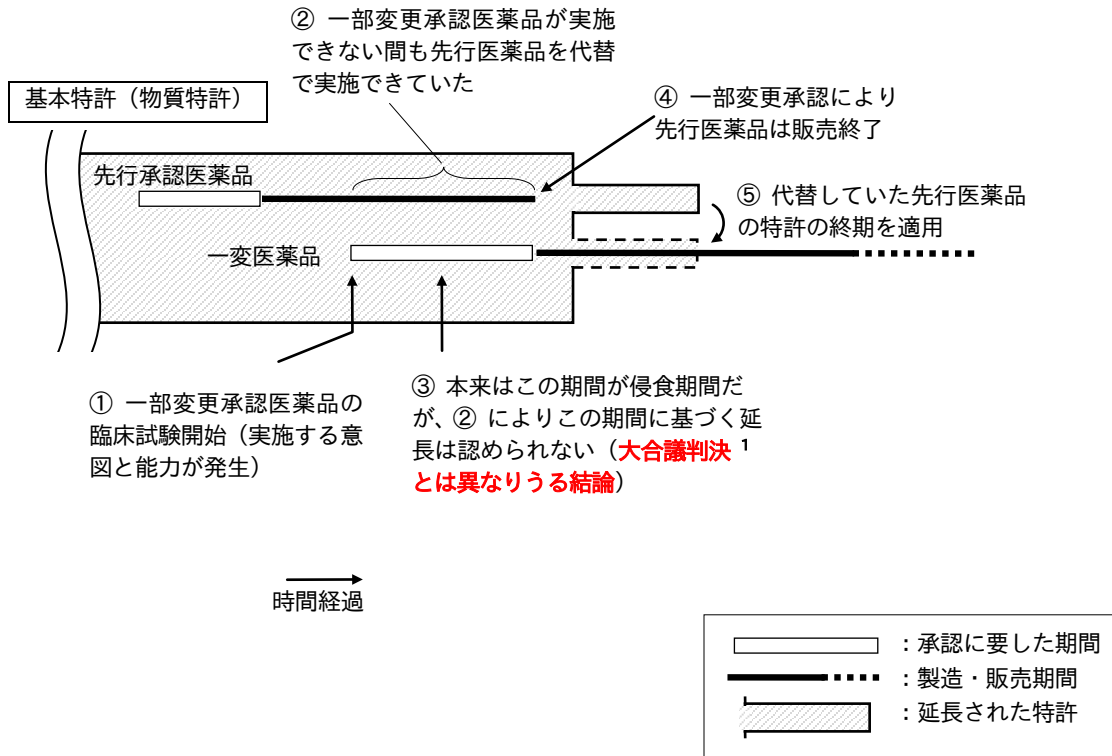 ② 一部変更承認医薬品が実施
できない間も先行医薬品を代替
で実施できていた
基本特許（物質特許）
④ 一部変更承認により
先行医薬品は販売終了
先行承認医薬品
⑤ 代替していた先行医薬品
の特許の終期を適用
一変医薬品
① 一部変更承認医薬品の
臨床試験開始（実施する意
図と能力が発生）
③ 本来はこの期間が侵食期間だ
が、② によりこの期間に基づく延
長は認められない（大合議判決 1
とは異なりうる結論）
時間経過
：承認に要した期間
：製造・販売期間
：延長された特許